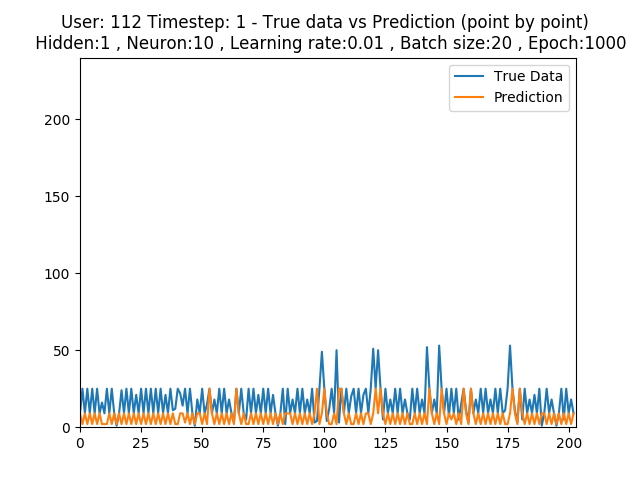 User: 112 Timestep: 1 - True data vs Prediction (point by point)
Hidden:1 , Neuron:10 , Learning rate:0.01 , Batch size:20 , Epoch:1000
True Data
Prediction
200
150
100
50
0
0 25 50 75 100 125 150 175 200